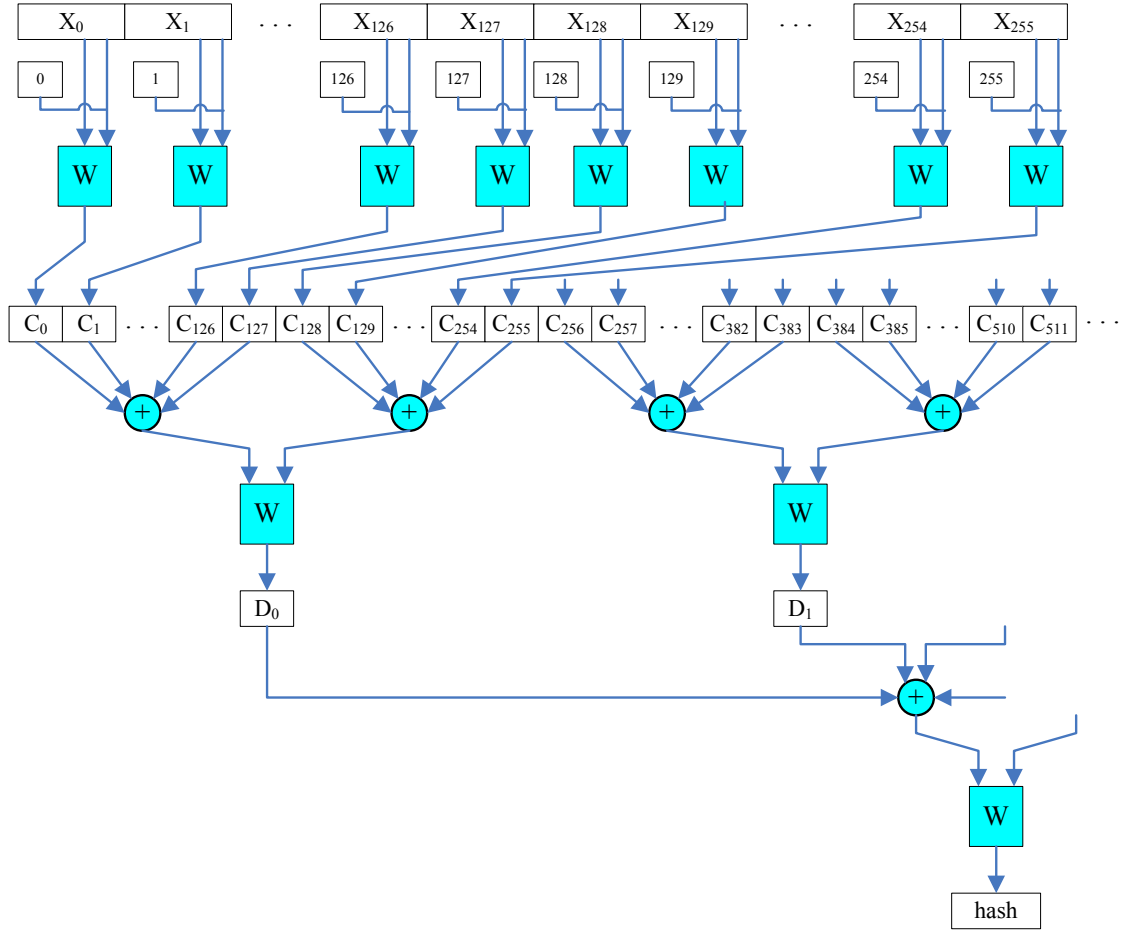 X₀ X₁ · · · X₁₂₆ X₁₂₇ X₁₂₈ X₁₂₉ · · · X₂₅₄ X₂₅₅
0 1 126 127 128 129 254 255
W W W W W W W W
C₀ C₁ · · · C₁₂₆ C₁₂₇ C₁₂₈ C₁₂₉ · · · C₂₅₄ C₂₅₅ C₂₅₆ C₂₅₇ · · · C₃₈₂ C₃₈₃ C₃₈₄ C₃₈₅ · · · C₅₁₀ C₅₁₁ · · ·
+ + + +
W W
D₀ D₁
+
W
hash